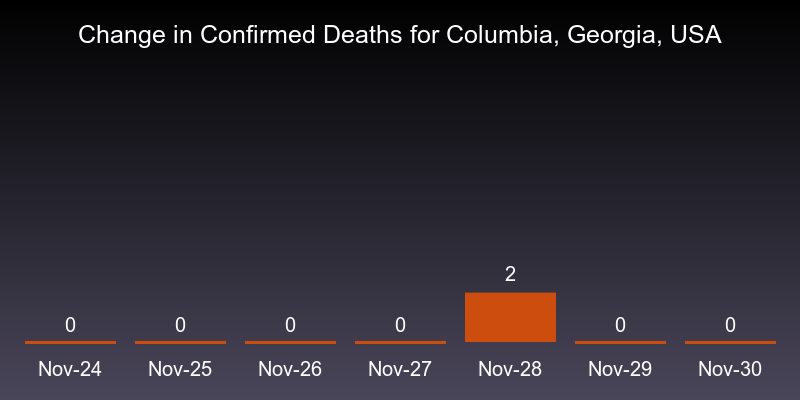 Change in Confirmed Deaths for Columbia, Georgia, USA
0 0 0 0 2 0 0
Nov-24 Nov-25 Nov-26 Nov-27 Nov-28 Nov-29 Nov-30